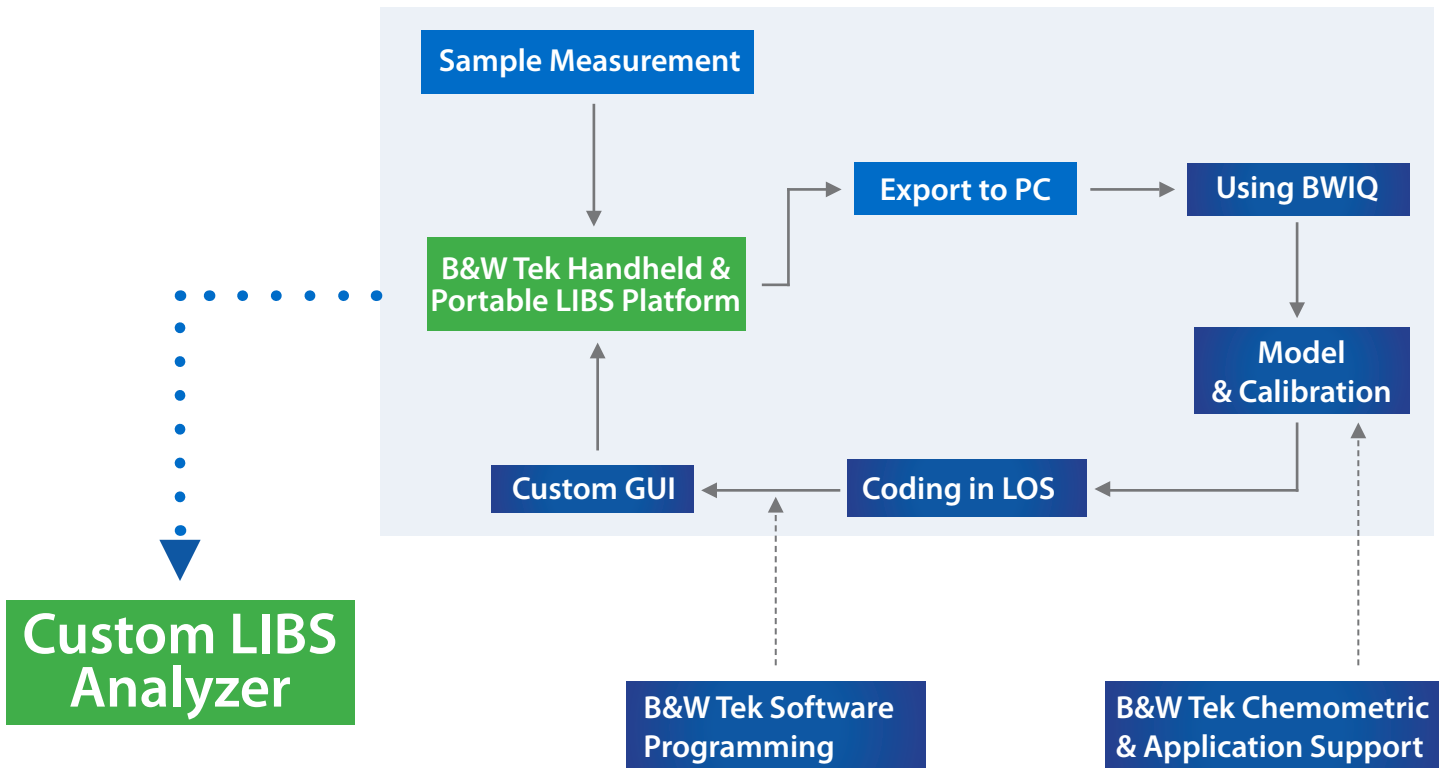 Sample Measurement
Export to PC
Using BWIQ
B&W Tek Handheld &
Portable LIBS Platform
Model
& Calibration
Custom GUI
Coding in LOS
Custom LIBS
Analyzer
B&W Tek Software
Programming
B&W Tek Chemometric
& Application Support